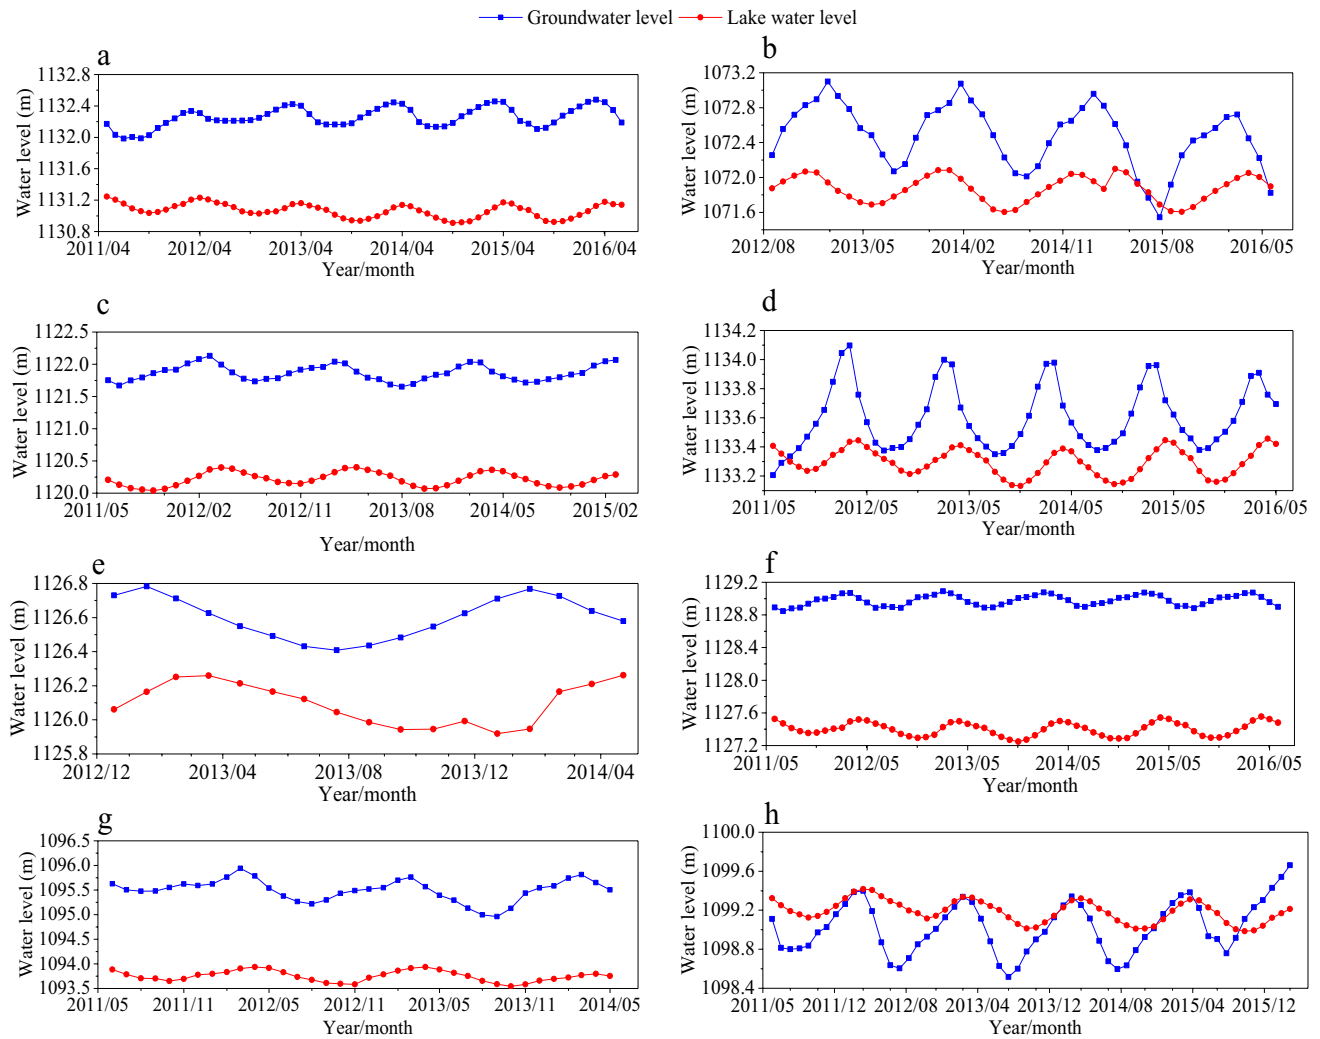 Groundwater level Lake water level
a
Water level (m)
1132.8
1132.4
1132.0
1131.6
1131.2
1130.8
2011/04 2012/04 2013/04 2014/04 2015/04 2016/04
Year/month
b
Water level (m)
1073.2
1072.8
1072.4
1072.0
1071.6
2012/08 2013/05 2014/02 2014/11 2015/08 2016/05
Year/month
c
Water level (m)
1122.5
1122.0
1121.5
1121.0
1120.5
1120.0
2011/05 2012/02 2012/11 2013/08 2014/05 2015/02
Year/month
d
Water level (m)
1134.2
1134.0
1133.8
1133.6
1133.4
1133.2
2011/05 2012/05 2013/05 2014/05 2015/05 2016/05
Year/month
e
Water level (m)
1126.8
1126.6
1126.4
1126.2
1126.0
1125.8
2012/12 2013/04 2013/08 2013/12 2014/04
Year/month
f
Water level (m)
1129.2
1128.8
1128.4
1128.0
1127.6
1127.2
2011/05 2012/05 2013/05 2014/05 2015/05 2016/05
Year/month
g
Water level (m)
1096.5
1096.0
1095.5
1095.0
1094.5
1094.0
1093.5
2011/05 2011/11 2012/05 2012/11 2013/05 2013/11 2014/05
Year/month
h
Water level (m)
1100.0
1099.6
1099.2
1098.8
1098.4
2011/05 2011/12 2012/08 2013/04 2013/12 2014/08 2015/04 2015/12
Year/month